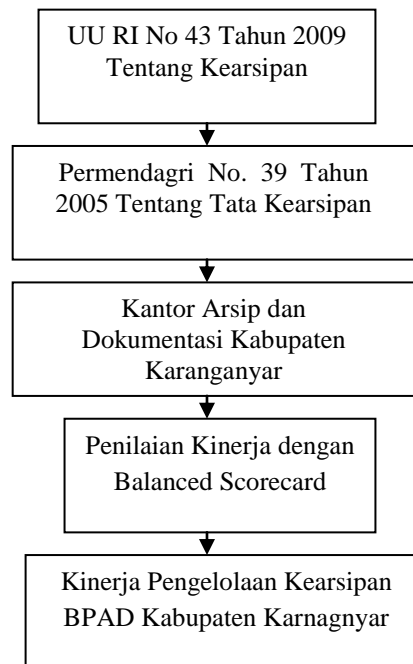 UU RI No 43 Tahun 2009
Tentang Kearsipan
Permendagri No. 39 Tahun
2005 Tentang Tata Kearsipan
Kantor Arsip dan
Dokumentasi Kabupaten
Karanganyar
Penilaian Kinerja dengan
Balanced Scorecard
Kinerja Pengelolaan Kearsipan
BPAD Kabupaten Karnagnyar